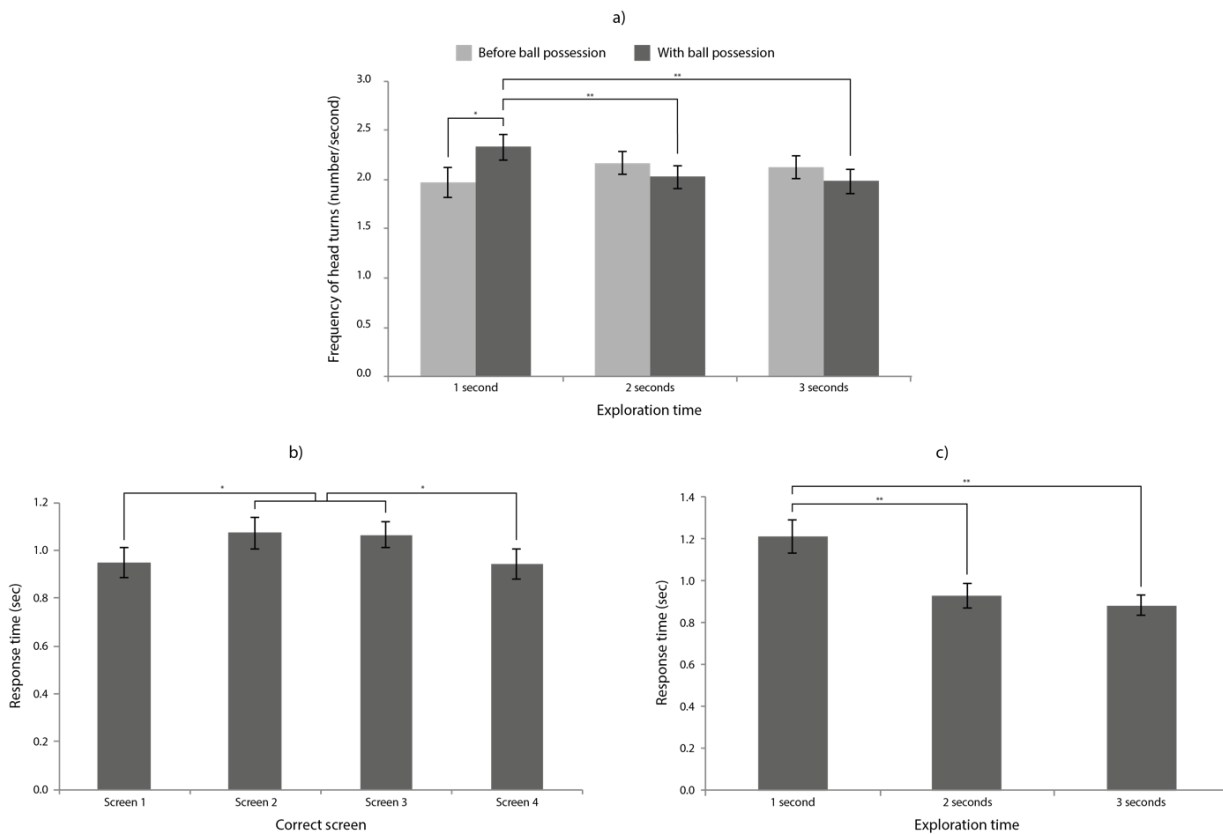 a)
Before ball possession With ball possession
Frequency of head turns (number/second)
3.0
2.5
2.0
1.5
1.0
0.5
0.0
*
**
**
1 second 2 seconds 3 seconds
Exploration time
b)
Response time (sec)
1.2
1.0
0.8
0.6
0.4
0.2
0.0
*
*
Screen 1 Screen 2 Screen 3 Screen 4
Correct screen
c)
Response time (sec)
1.4
1.2
1.0
0.8
0.6
0.4
0.2
0.0
**
**
1 second 2 seconds 3 seconds
Exploration time